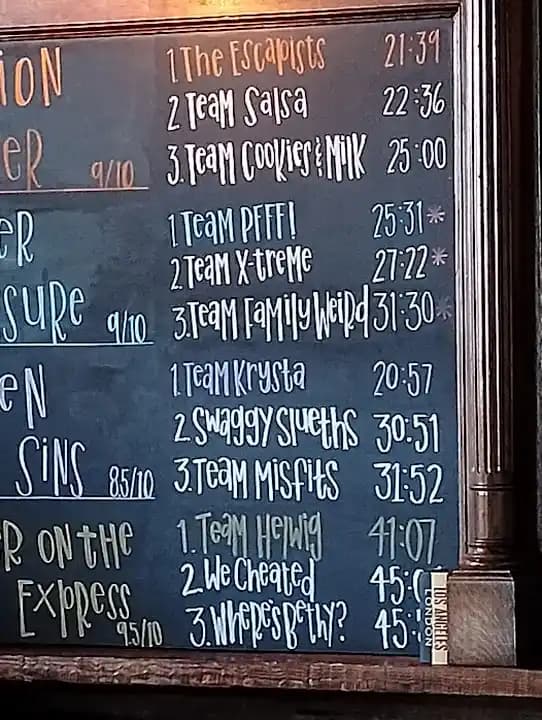 ION
1 The Escapists 21:39
2 Team Salsa 22:36
ER 9/10
3. Team Cookies & Milk 25:00
ER
1 Team PFFF! 25:31*
2 Team X-treme 27:22*
SURE 9/10
3. Team Family Weird 31:30*
EN
1. Team Krysta 20:57
2 Swaggy Slueths 30:51
SiNS 8.5/10
3. Team Misfits 31:52
R ON THE
1. Team Helwig 41:07
2. We Cheated 45:
EXPRESS 9.5/10
3. Where's Bethy? 45:
LOS ANGELES
LONDON